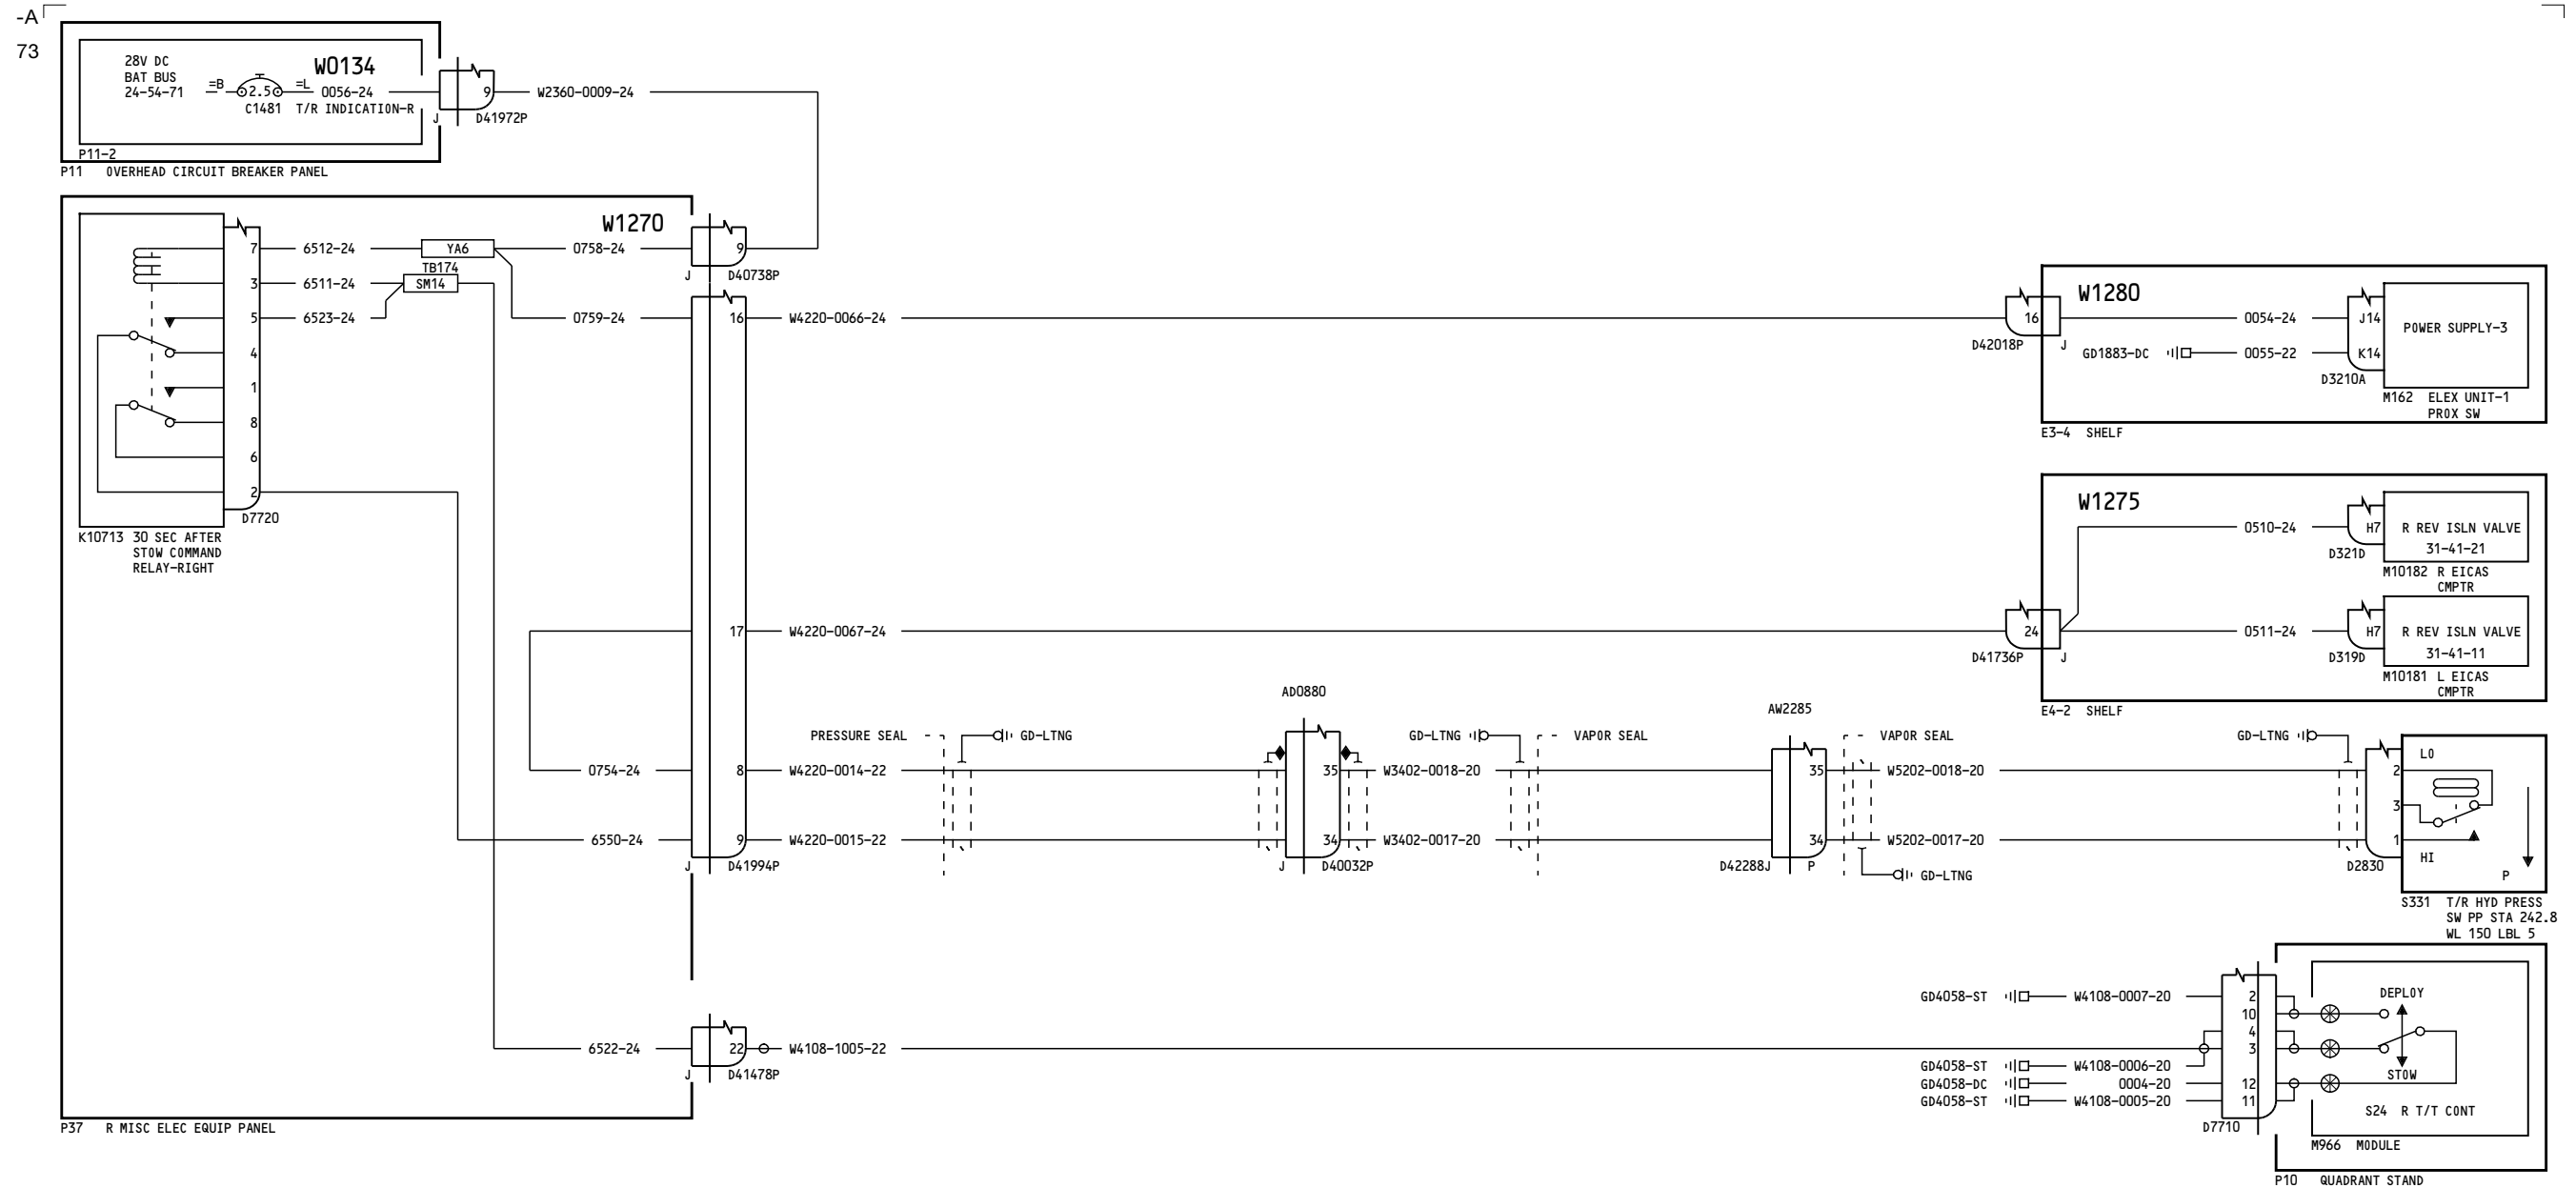 -A
73
28V DC
BAT BUS
24-54-71
=B
2.5
C1481
=L
W0134
0056-24
T/R INDICATION-R
J
9
D41972P
W2360-0009-24
P11-2
P11 OVERHEAD CIRCUIT BREAKER PANEL
W1270
7
6512-24
YA6
0758-24
9
J
D40738P
TB174
3
6511-24
SM14
5
6523-24
0759-24
16
W4220-0066-24
4
1
8
6
2
D7720
K10713 30 SEC AFTER
STOW COMMAND
RELAY-RIGHT
17
W4220-0067-24
0754-24
8
W4220-0014-22
6550-24
9
W4220-0015-22
J
D41994P
PRESSURE SEAL
GD-LTNG
AD0880
35
34
J
D40032P
GD-LTNG
W3402-0018-20
W3402-0017-20
VAPOR SEAL
AW2285
35
34
D42288J
P
VAPOR SEAL
W5202-0018-20
W5202-0017-20
GD-LTNG
GD-LTNG
16
D42018P
J
W1280
0054-24
J14
GD1883-DC
0055-22
K14
D3210A
POWER SUPPLY-3
M162 ELEX UNIT-1
PROX SW
E3-4 SHELF
W1275
0510-24
H7
D321D
R REV ISLN VALVE
31-41-21
M10182 R EICAS
CMPTR
24
D41736P
J
0511-24
H7
D319D
R REV ISLN VALVE
31-41-11
M10181 L EICAS
CMPTR
E4-2 SHELF
LO
2
3
1
HI
D2830
P
S331 T/R HYD PRESS
SW PP STA 242.8
WL 150 LBL 5
6522-24
22
J
D41478P
W4108-1005-22
P37 R MISC ELEC EQUIP PANEL
GD4058-ST
W4108-0007-20
2
10
4
3
GD4058-ST
W4108-0006-20
GD4058-DC
0004-20
12
GD4058-ST
W4108-0005-20
11
D7710
DEPLOY
STOW
S24 R T/T CONT
M966 MODULE
P10 QUADRANT STAND